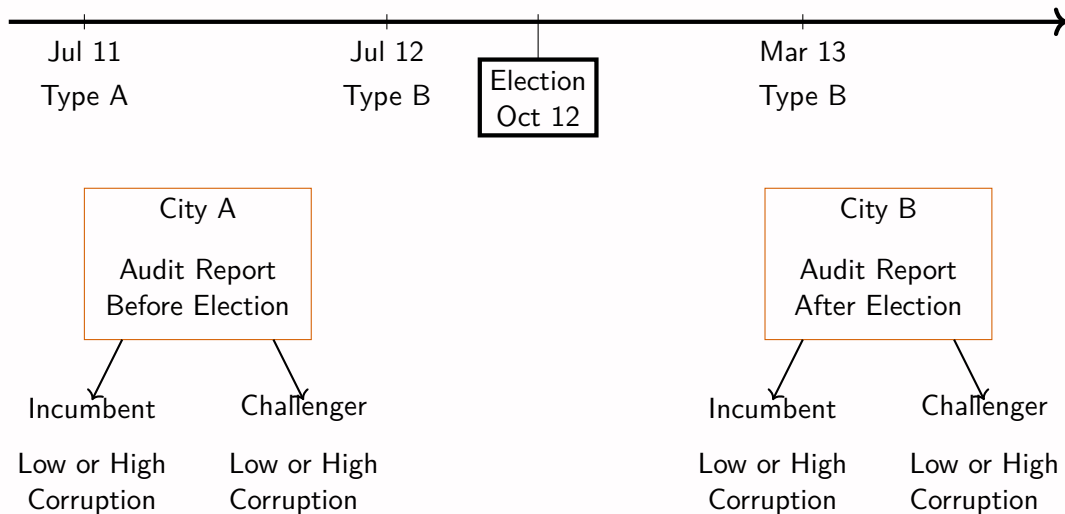 Jul 11
Type A
Jul 12
Type B
Election
Oct 12
Mar 13
Type B
City A
Audit Report
Before Election
Incumbent
Low or High
Corruption
Challenger
Low or High
Corruption
City B
Audit Report
After Election
Incumbent
Low or High
Corruption
Challenger
Low or High
Corruption